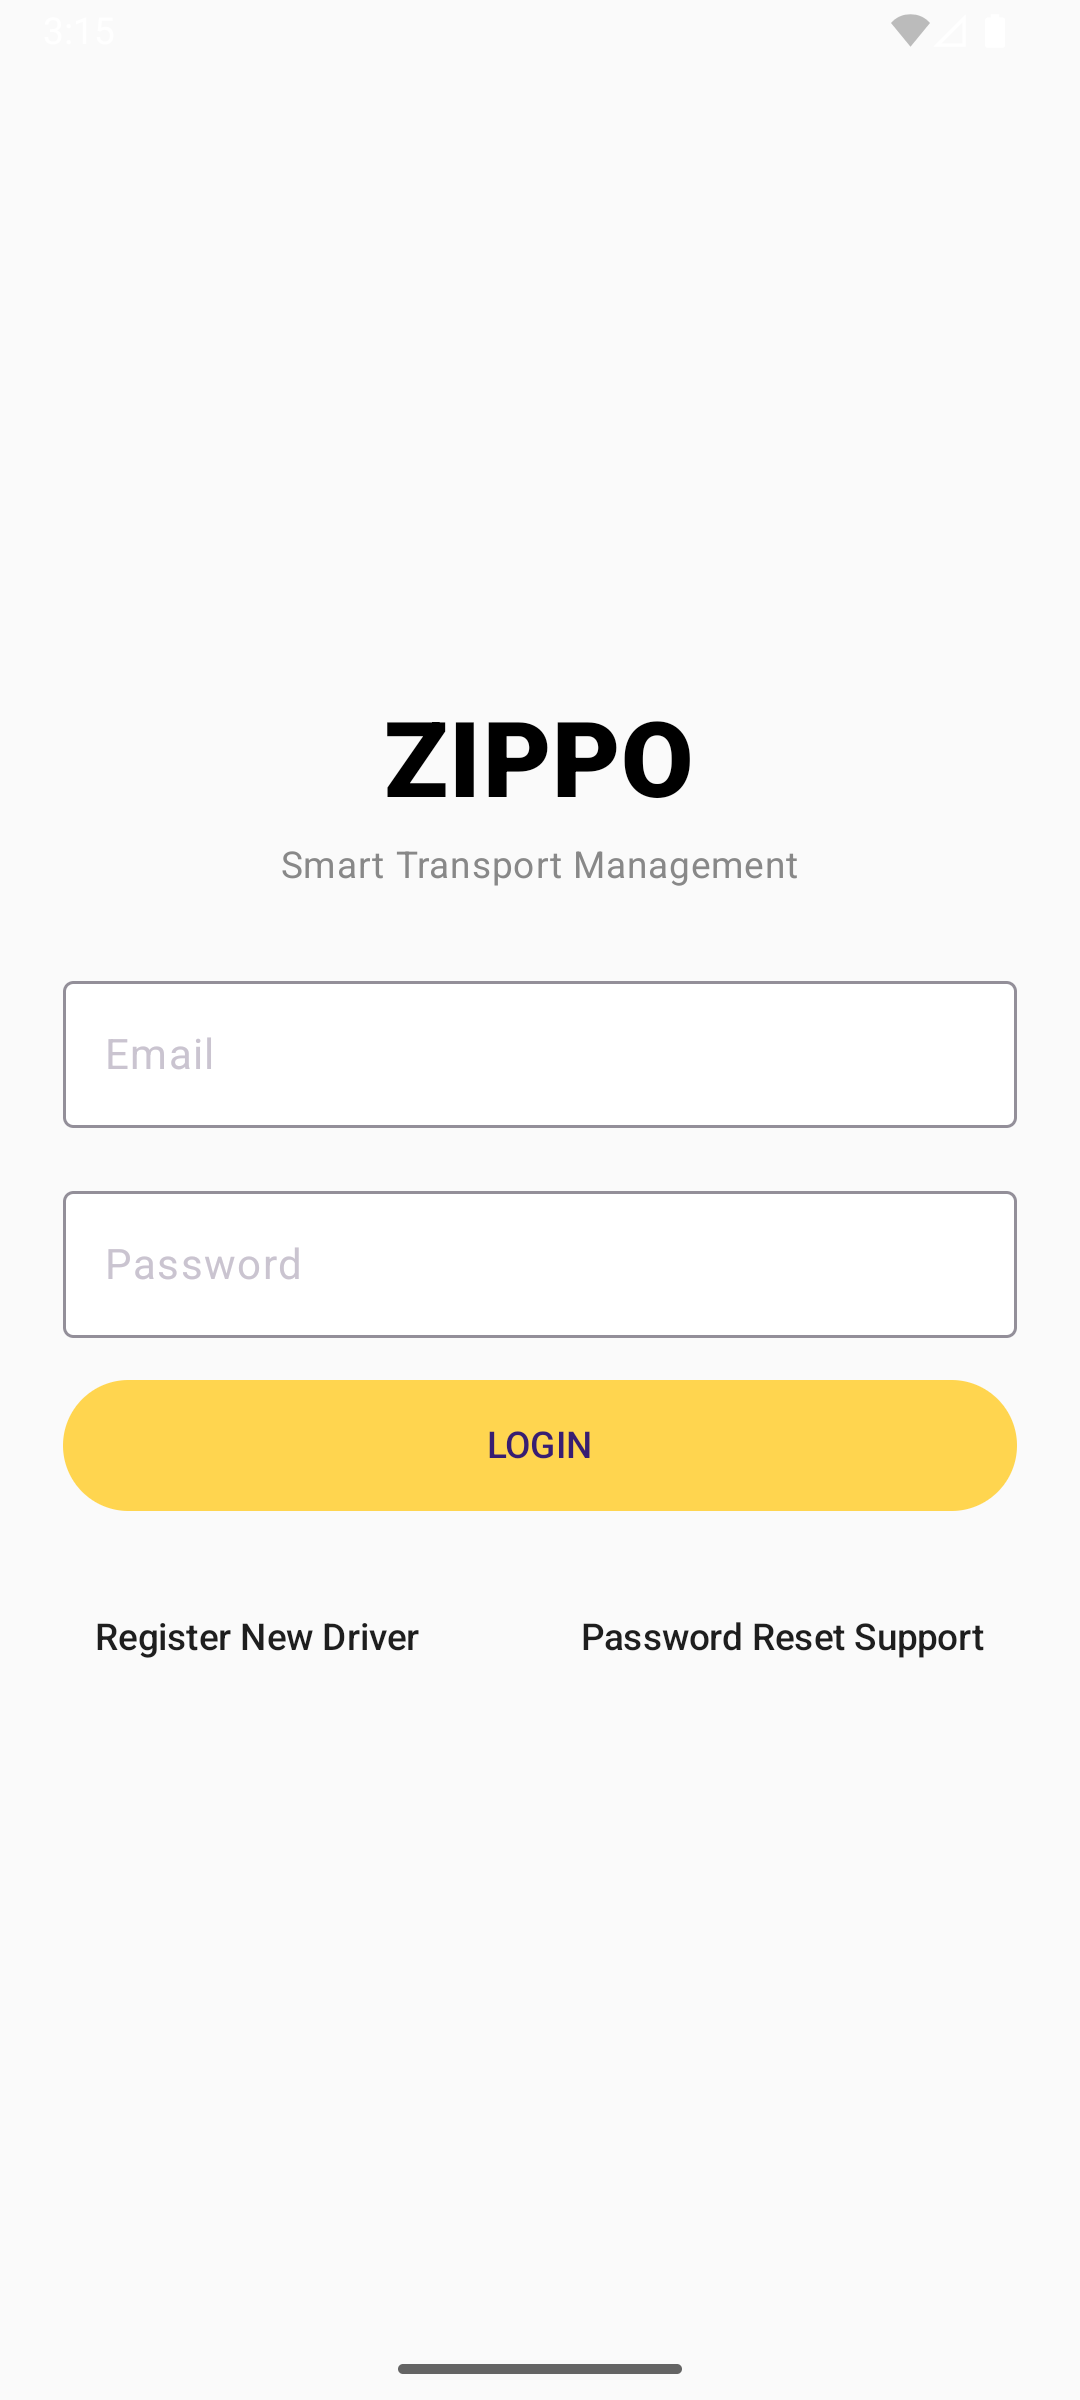 3:15
ZIPPO
Smart Transport Management
Email
Password
LOGIN
Register New Driver
Password Reset Support